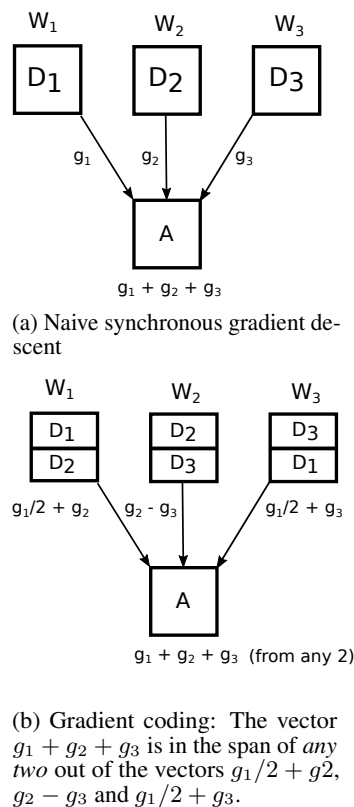 W₁ W₂ W₃
D₁ D₂ D₃
g₁ g₂ g₃
A
g₁ + g₂ + g₃
(a) Naive synchronous gradient de-
scent
W₁ W₂ W₃
D₁ D₂ D₃
D₂ D₃ D₁
g₁/2 + g₂ g₂ - g₃ g₁/2 + g₃
A
g₁ + g₂ + g₃ (from any 2)
(b) Gradient coding: The vector
g₁ + g₂ + g₃ is in the span of any
two out of the vectors g₁/2 + g2,
g₂ − g₃ and g₁/2 + g₃.